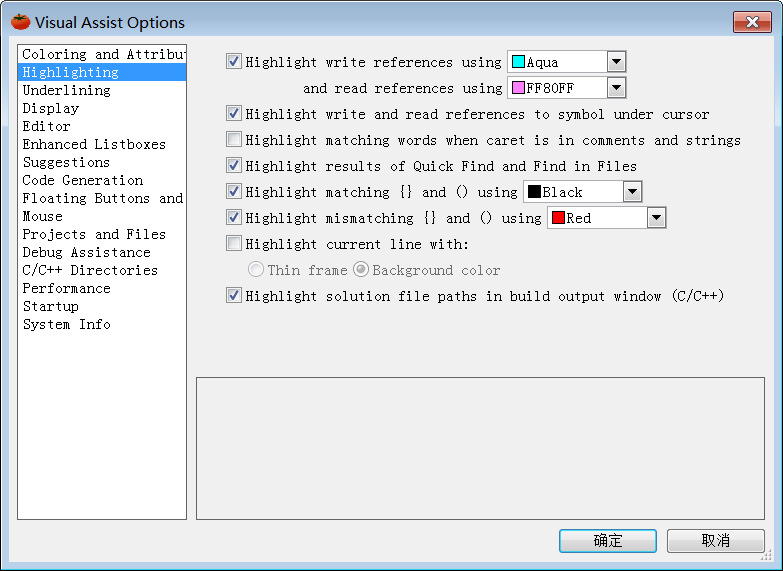 Visual Assist Options
Coloring and Attribut
Highlighting
Underlining
Display
Editor
Enhanced Listboxes
Suggestions
Code Generation
Floating Buttons and
Mouse
Projects and Files
Debug Assistance
C/C++ Directories
Performance
Startup
System Info
Highlight write references using Aqua
and read references using FF80FF
Highlight write and read references to symbol under cursor
Highlight matching words when caret is in comments and strings
Highlight results of Quick Find and Find in Files
Highlight matching {} and () using Black
Highlight mismatching {} and () using Red
Highlight current line with:
Thin frame Background color
Highlight solution file paths in build output window (C/C++)
确定 取消